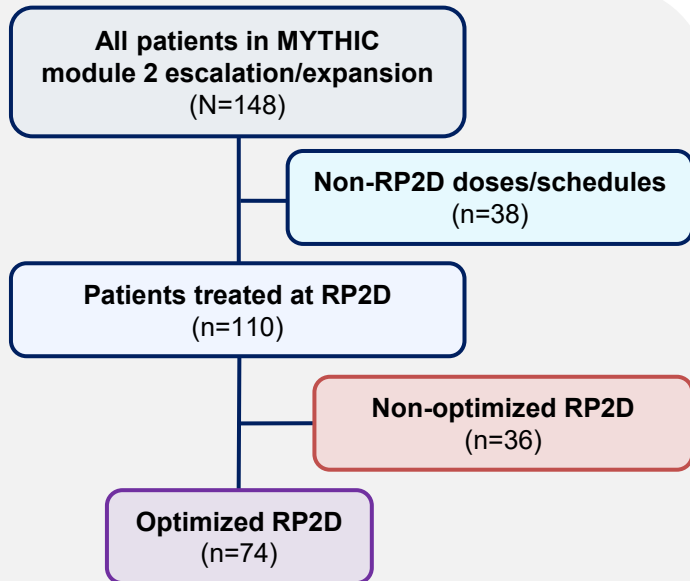 All patients in MYTHIC
module 2 escalation/expansion
(N=148)
Non-RP2D doses/schedules
(n=38)
Patients treated at RP2D
(n=110)
Non-optimized RP2D
(n=36)
Optimized RP2D
(n=74)